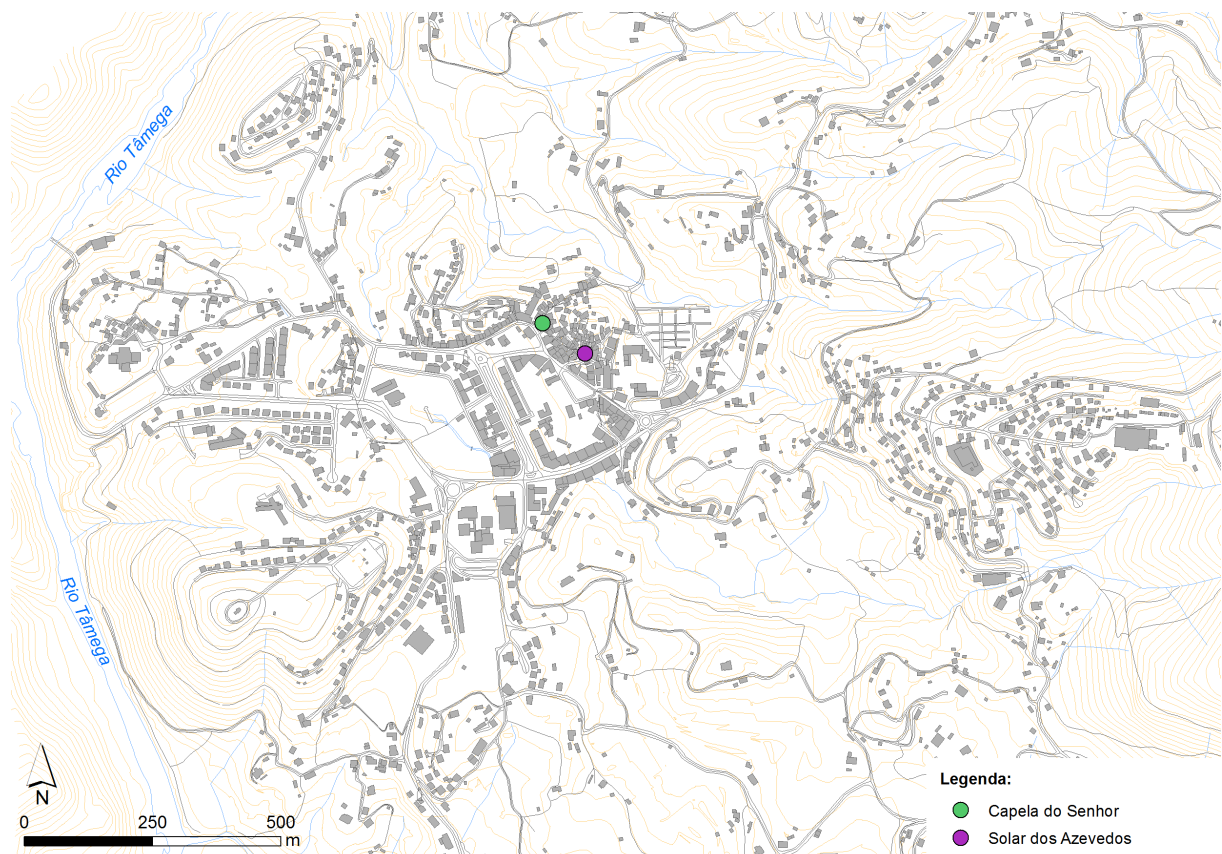 Rio Tâmega
Rio Tâmega
N
0 250 500
m
Legenda:
Capela do Senhor
Solar dos Azevedos